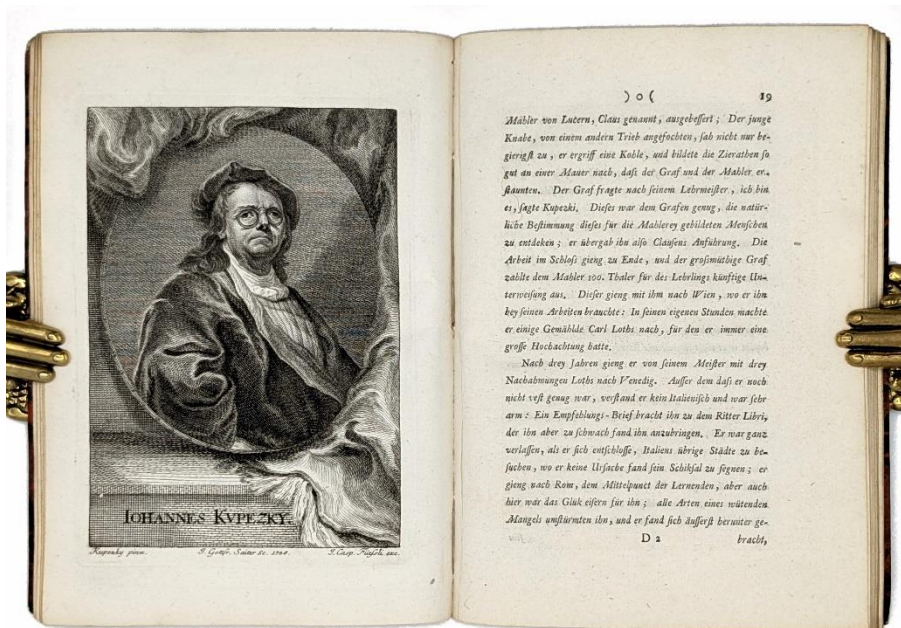 IOHANNES KVPEZKY.
Kupezky pinx. J. Gottfr. Saiter sc. J. Casp. Füesli exc.
) o ( 19
Mahler von Lucern, Claus genannt, ausgebeſſert; Der junge
Knabe, von einem andern Trieb angefochten, ſah nicht nur be-
gierigſt zu, er ergriff eine Kohle, und bildete die Zierathen ſo
gut an einer Mauer nach, daſs der Graf und der Mahler er-
ſtaunten. Der Graf fragte nach ſeinem Lehrmeiſter, ich bin
es, ſagte Kupezki. Dieſes war dem Grafen genug, die natür-
liche Beſtimmung dieſes für die Mahlerey gebildeten Menſchen
zu entdeken; er übergab ihn alſo Clauſens Anführung. Die
Arbeit im Schloſs gieng zu Ende, und der groſsmüthige Graf
zahlte dem Mahler 100. Thaler für des Lehrlings künftige Un-
terweiſung aus. Dieſer gieng mit ihm nach Wien, wo er ihn
bey ſeinen Arbeiten brauchte: In ſeinen eigenen Stunden machte
er einige Gemählde Carl Loths nach, für den er immer eine
groſſe Hochachtung hatte.
Nach drey Jahren gieng er von ſeinem Meiſter mit drey
Nachahmungen Loths nach Venedig. Auſſer dem daſs er noch
nicht veſt genug war, verſtand er kein Italieniſch und war ſehr
arm: Ein Empfehlungs-Brief bracht ihn zu dem Ritter Libri,
der ihn aber zu ſchwach fand ihn anzubringen. Er war ganz
verlaſſen, als er ſich entſchloſſe, Italiens übrige Städte zu be-
ſuchen, wo er keine Urſache fand ſein Schikſal zu ſegnen; er
gieng nach Rom, dem Mittelpunct der Lernenden, aber auch
hier war das Glük eiſern für ihn; alle Arten eines wütenden
Mangels umſtürmten ihn, und er fand ſich äuſſerſt herunter ge-
D 2 bracht,